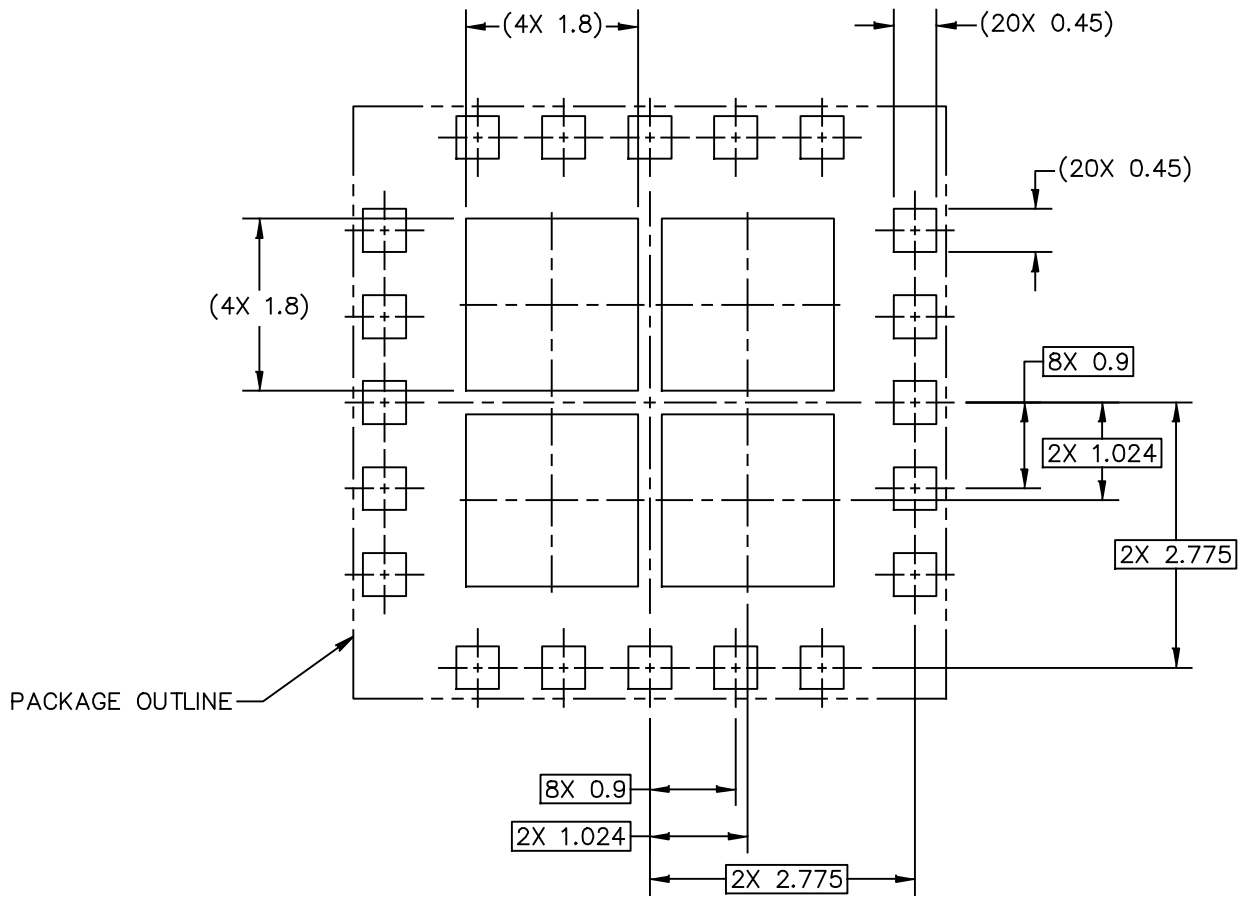 (4X 1.8)
(20X 0.45)
(20X 0.45)
(4X 1.8)
8X 0.9
2X 1.024
2X 2.775
PACKAGE OUTLINE
8X 0.9
2X 1.024
2X 2.775